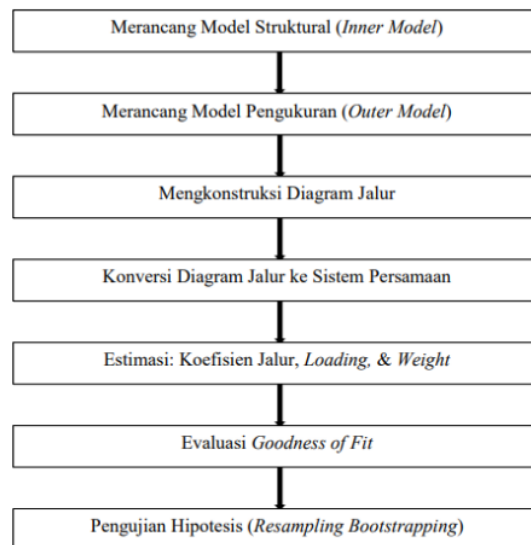 Merancang Model Struktural (Inner Model)
Merancang Model Pengukuran (Outer Model)
Mengkonstruksi Diagram Jalur
Konversi Diagram Jalur ke Sistem Persamaan
Estimasi: Koefisien Jalur, Loading, & Weight
Evaluasi Goodness of Fit
Pengujian Hipotesis (Resampling Bootstrapping)